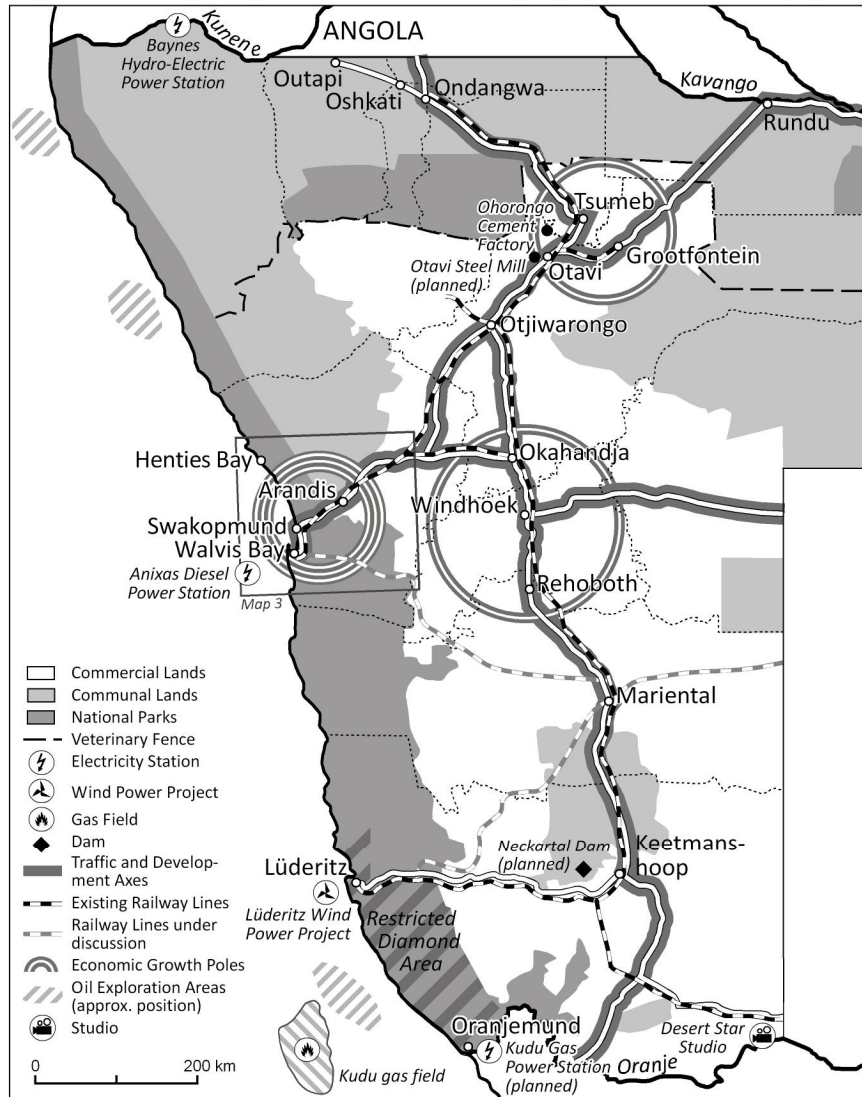 ANGOLA
Kunene
Baynes
Hydro-Electric
Power Station
Outapi
Oshkati
Ondangwa
Kavango
Rundu
Tsumeb
Ohorongo
Cement
Factory
Otavi Steel Mill
(planned)
Otavi
Grootfontein
Otjiwarongo
Henties Bay
Okahandja
Arandis
Windhoek
Swakopmund
Walvis Bay
Anixas Diesel
Power Station
Map 3
Rehoboth
Mariental
Commercial Lands
Communal Lands
National Parks
Veterinary Fence
Electricity Station
Wind Power Project
Gas Field
Dam
Traffic and Develop-
ment Axes
Existing Railway Lines
Railway Lines under
discussion
Economic Growth Poles
Oil Exploration Areas
(approx. position)
Studio
0
200 km
Neckartal Dam
(planned)
Keetmans-
hoop
Lüderitz
Lüderitz Wind
Power Project
Restricted
Diamond
Area
Oranjemund
Kudu Gas
Power Station
(planned)
Kudu gas field
Desert Star
Studio
Oranje